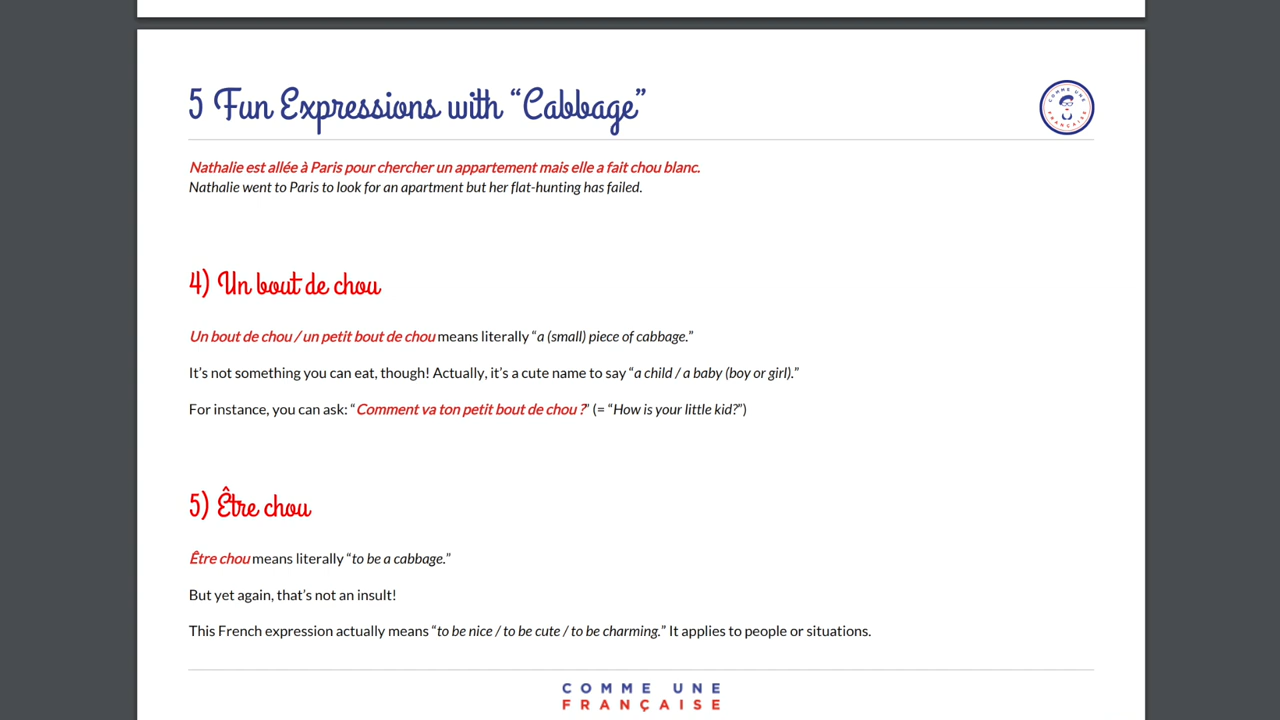 5 Fun Expressions with “Cabbage”
COMME UNE FRANÇAISE
Nathalie est allée à Paris pour chercher un appartement mais elle a fait chou blanc.
Nathalie went to Paris to look for an apartment but her flat-hunting has failed.
4) Un bout de chou
Un bout de chou / un petit bout de chou means literally “a (small) piece of cabbage.”
It’s not something you can eat, though! Actually, it’s a cute name to say “a child / a baby (boy or girl).”
For instance, you can ask: “Comment va ton petit bout de chou ?” (= “How is your little kid?”)
5) Être chou
Être chou means literally “to be a cabbage.”
But yet again, that’s not an insult!
This French expression actually means “to be nice / to be cute / to be charming.” It applies to people or situations.
COMME UNE
FRANÇAISE